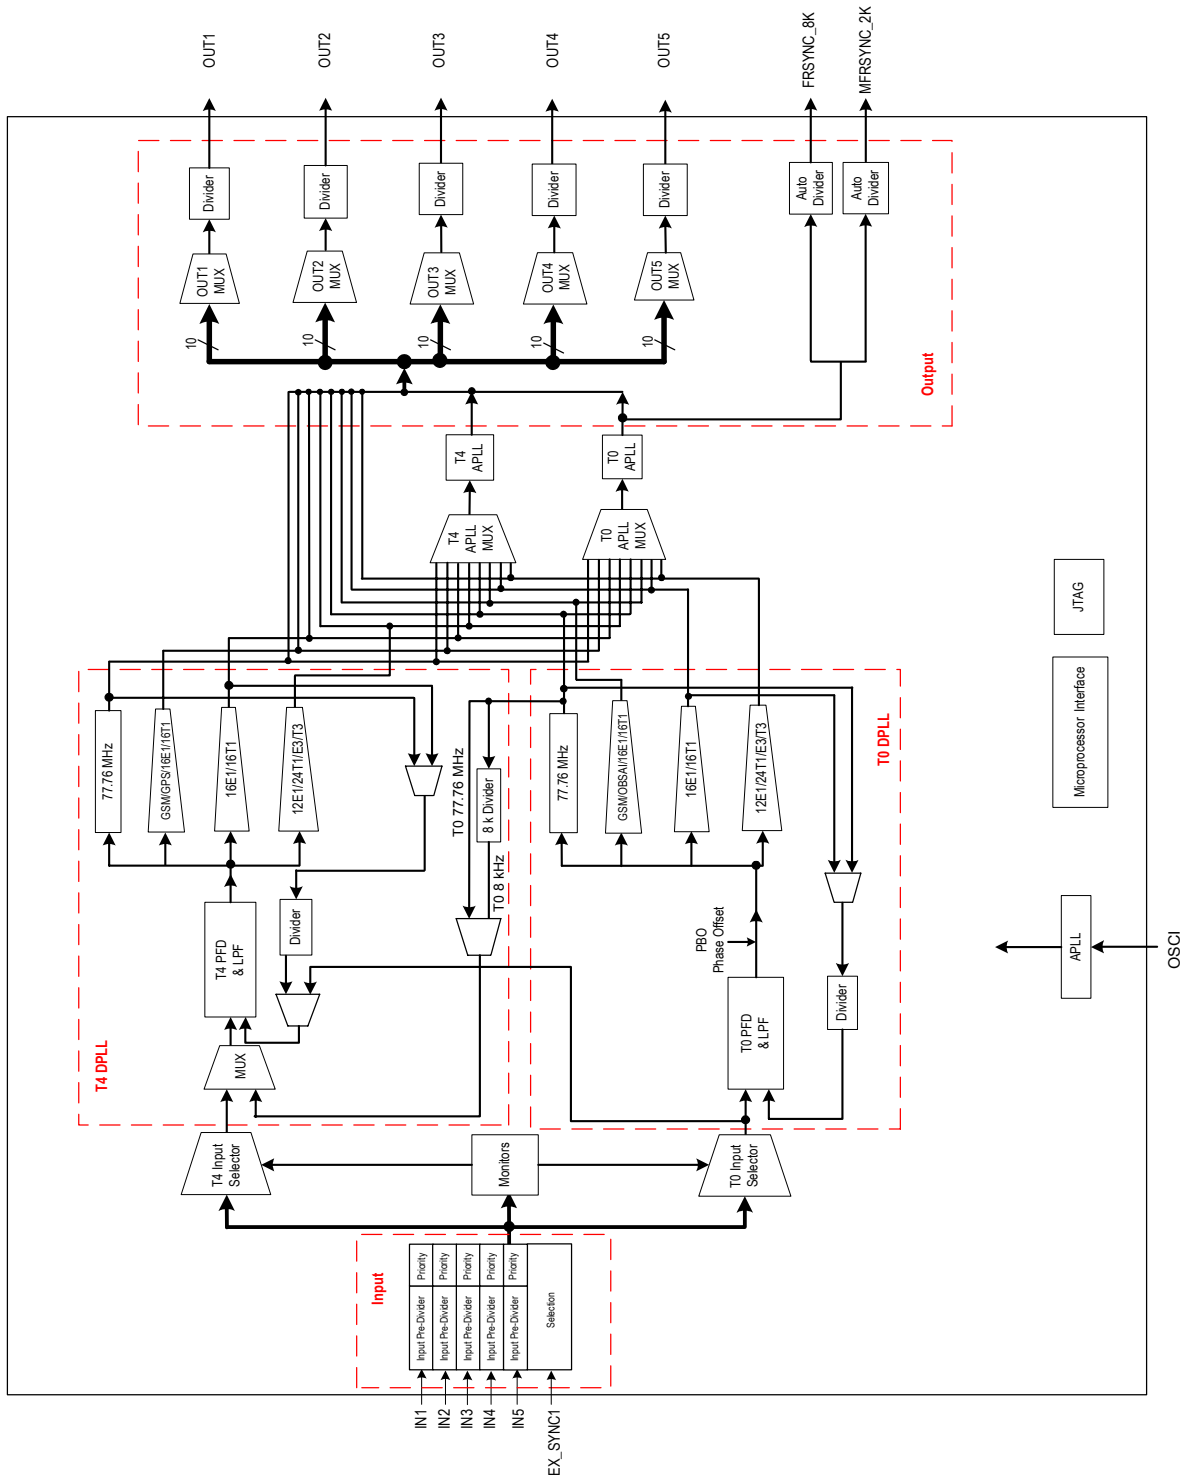 OUT1
OUT2
OUT3
OUT4
OUT5
FRSYNC_8K
MFRSYNC_2K
Divider
Divider
Divider
Divider
Divider
Auto
Divider
Auto
Divider
OUT1
MUX
OUT2
MUX
OUT3
MUX
OUT4
MUX
OUT5
MUX
10
10
10
10
10
Output
T4
APLL
T0
APLL
T4
APLL
MUX
T0
APLL
MUX
JTAG
Microprocessor Interface
77.76 MHz
GSM/GPS/16E1/16T1
16E1/16T1
12E1/24T1/E3/T3
T0 77.76 MHz
8 k Divider
T0 8 kHz
77.76 MHz
GSM/OBSAI/16E1/16T1
16E1/16T1
12E1/24T1/E3/T3
T0 DPLL
T4 PFD
& LPF
Divider
PBO
Phase Offset
T0 PFD
& LPF
Divider
APLL
OSCI
T4 DPLL
MUX
T4 Input
Selector
Monitors
T0 Input
Selector
Input
Priority
Priority
Priority
Priority
Priority
Input Pre-Divider
Input Pre-Divider
Input Pre-Divider
Input Pre-Divider
Input Pre-Divider
Selection
IN1
IN2
IN3
IN4
IN5
EX_SYNC1